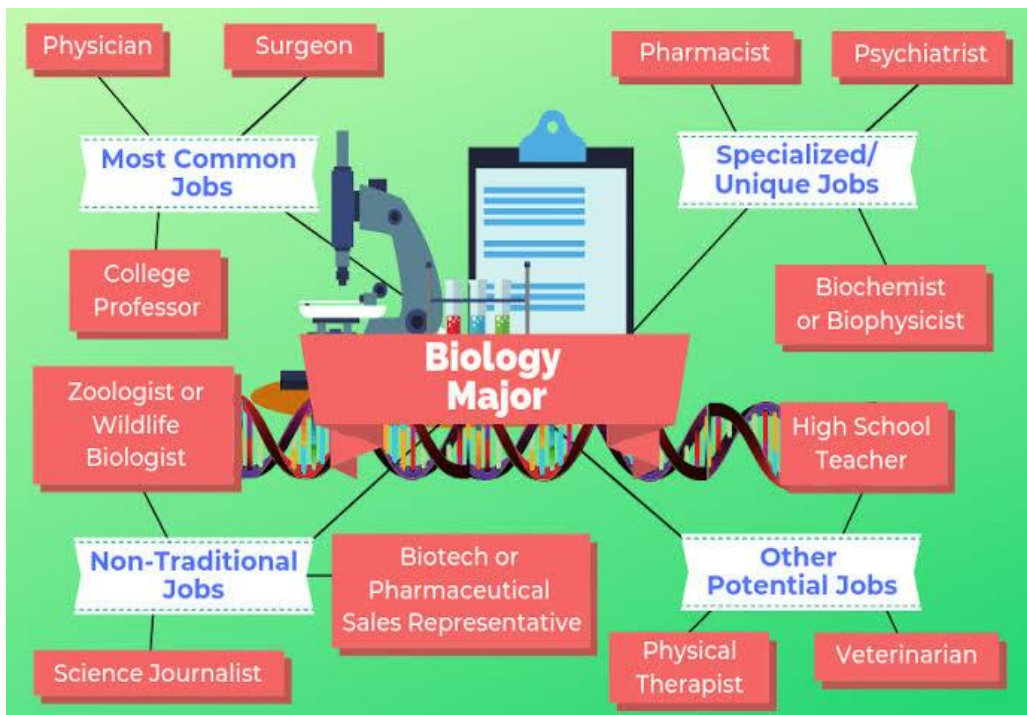 Physician
Surgeon
Most Common
Jobs
College
Professor
Pharmacist
Psychiatrist
Specialized/
Unique Jobs
Biochemist
or Biophysicist
Biology
Major
Zoologist or
Wildlife
Biologist
Non-Traditional
Jobs
Biotech or
Pharmaceutical
Sales Representative
Science Journalist
High School
Teacher
Other
Potential Jobs
Physical
Therapist
Veterinarian